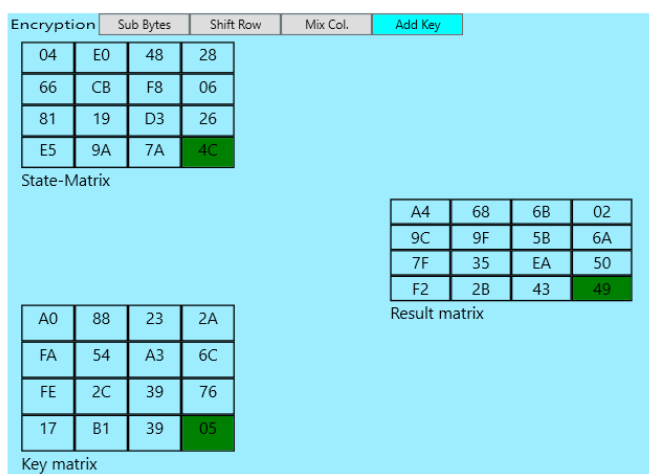 Encryption Sub Bytes Shift Row Mix Col. Add Key
04 E0 48 28
66 CB F8 06
81 19 D3 26
E5 9A 7A 4C
State-Matrix
A4 68 6B 02
9C 9F 5B 6A
7F 35 EA 50
F2 2B 43 49
Result matrix
A0 88 23 2A
FA 54 A3 6C
FE 2C 39 76
17 B1 39 05
Key matrix